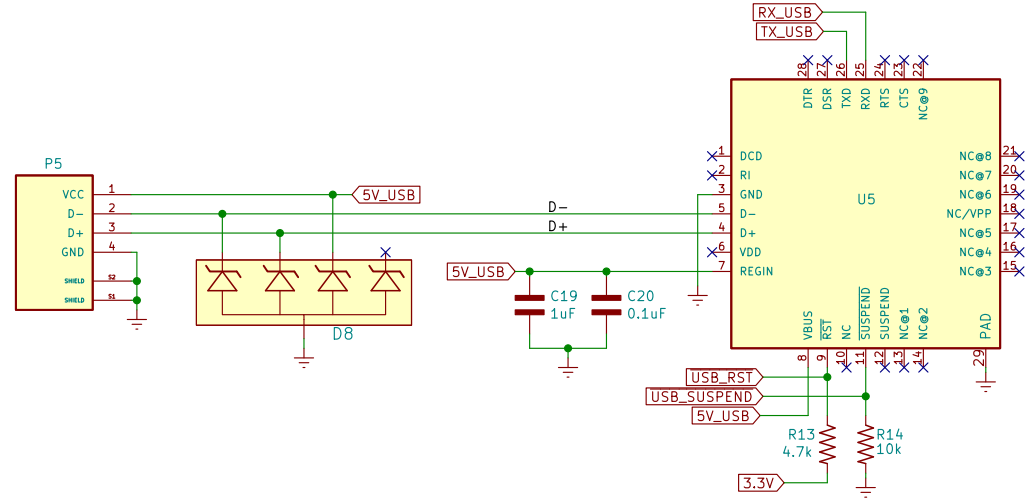 RX_USB
TX_USB
28
27
26
25
24
23
22
DTR
DSR
TXD
RXD
RTS
CTS
NC@9
P5
VCC 1
D- 2
D+ 3
GND 4
SHIELD S2
SHIELD S1
5V_USB
D-
D+
D8
5V_USB
C19
1uF
C20
0.1uF
U5
1 DCD
2 RI
3 GND
5 D-
4 D+
6 VDD
7 REGIN
NC@8 21
NC@7 20
NC@6 19
NC/VPP 18
NC@5 17
NC@4 16
NC@3 15
VBUS
RST
NC
SUSPEND
SUSPEND
NC@1
NC@2
PAD
8
9
10
11
12
13
14
29
USB_RST
USB_SUSPEND
5V_USB
R13
4.7k
R14
10k
3.3V